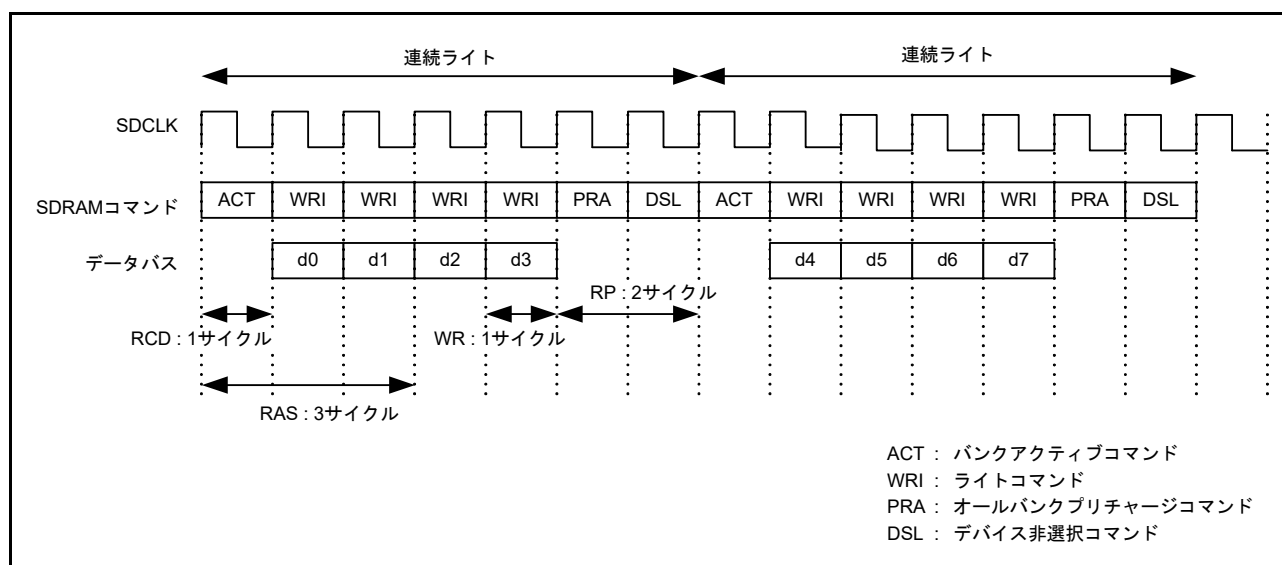 連続ライト 連続ライト
SDCLK
SDRAMコマンド ACT WRI WRI WRI WRI PRA DSL ACT WRI WRI WRI WRI PRA DSL
データバス d0 d1 d2 d3 d4 d5 d6 d7
RP : 2サイクル
RCD : 1サイクル WR : 1サイクル
RAS : 3サイクル
ACT : バンクアクティブコマンド
WRI : ライトコマンド
PRA : オールバンクプリチャージコマンド
DSL : デバイス非選択コマンド